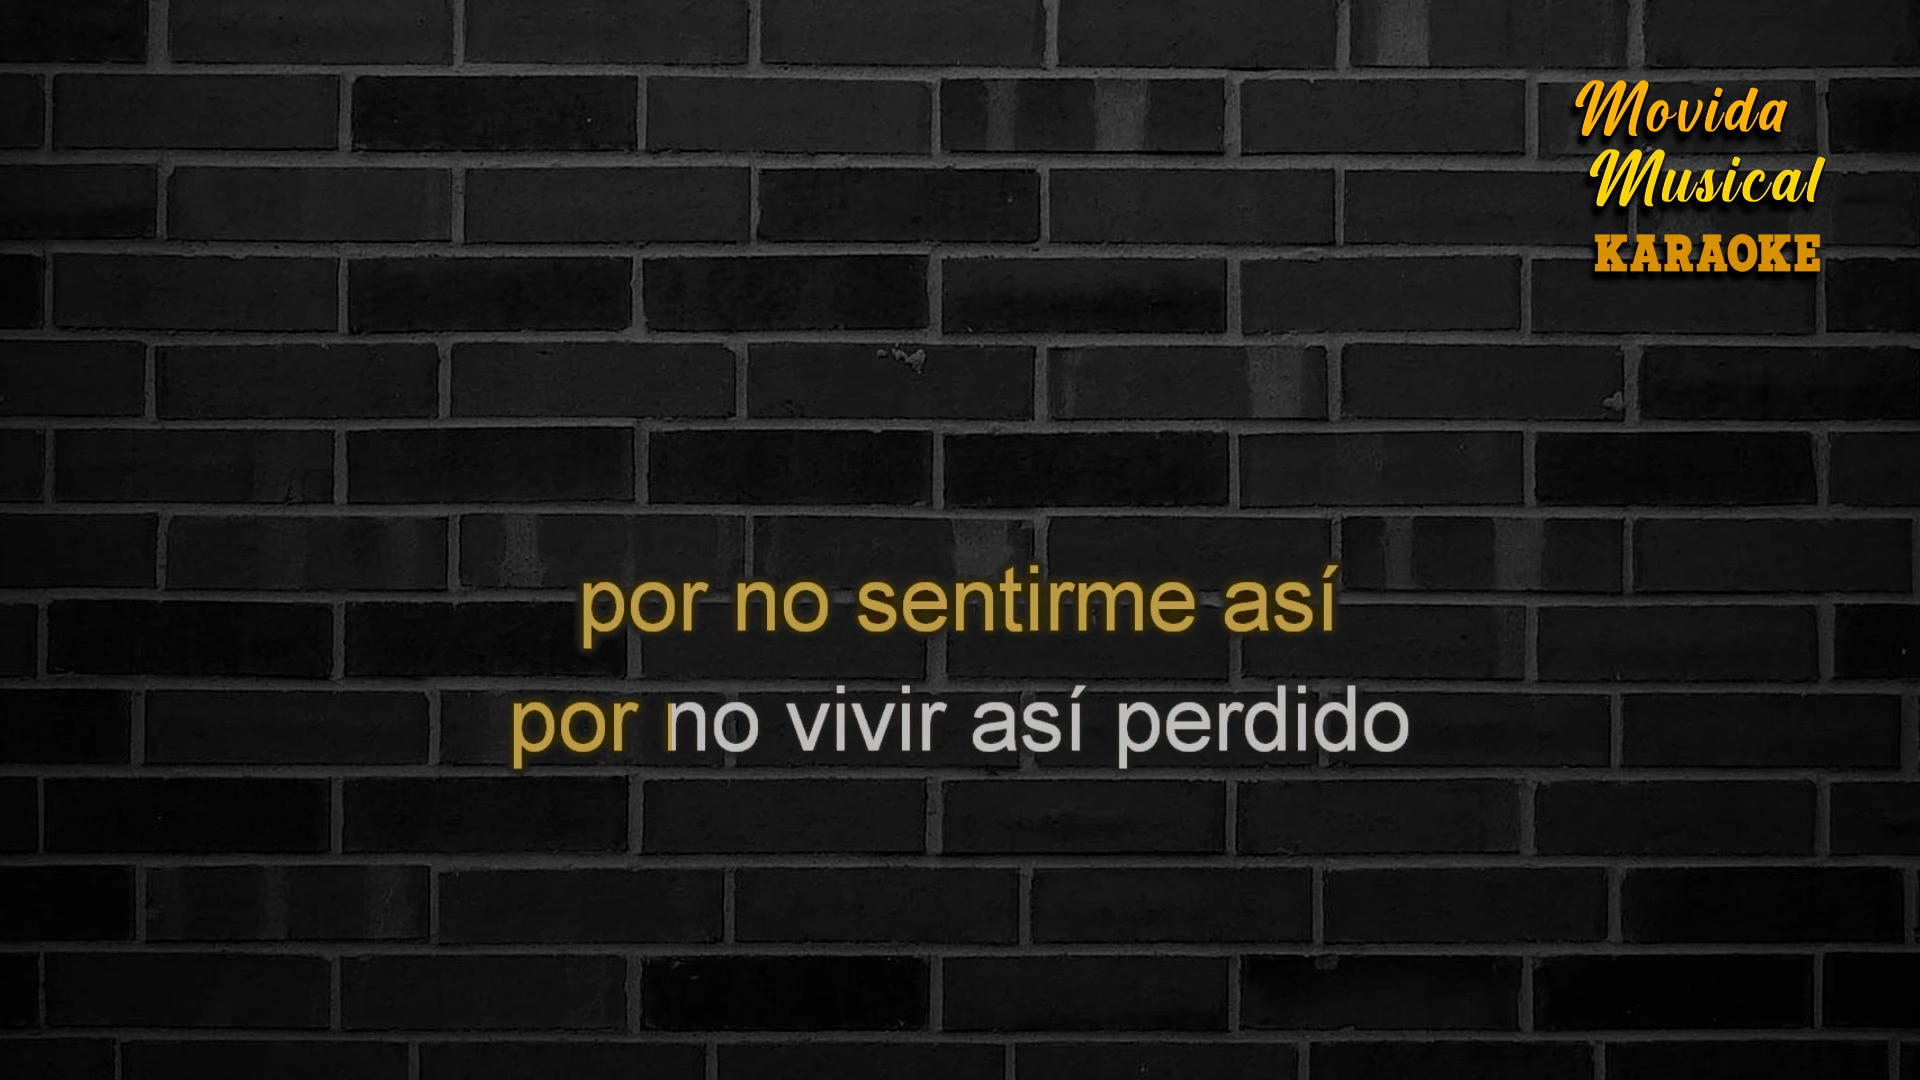 Movida
Musical
KARAOKE
por no sentirme así
por no vivir así perdido